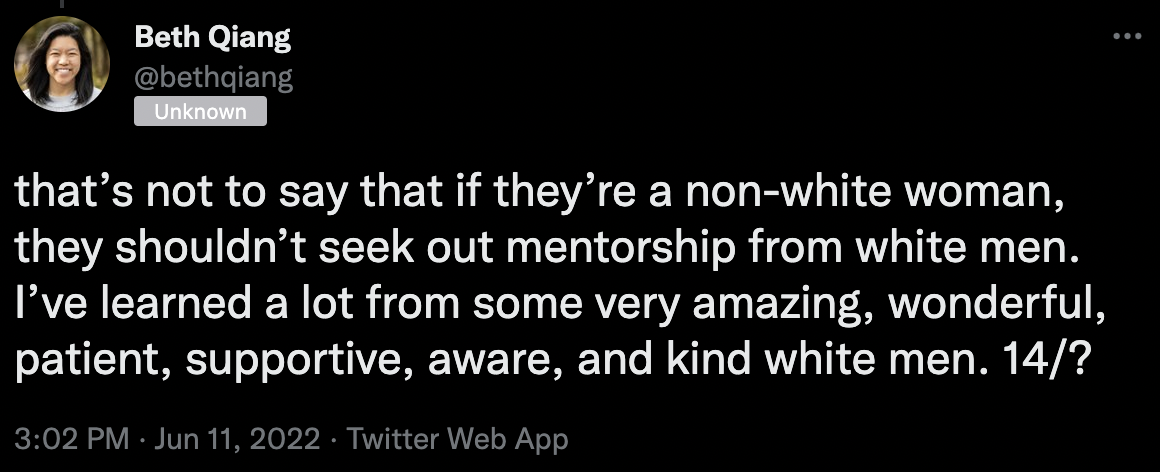 Beth Qiang
@bethqiang
Unknown
that’s not to say that if they’re a non-white woman,
they shouldn’t seek out mentorship from white men.
I’ve learned a lot from some very amazing, wonderful,
patient, supportive, aware, and kind white men. 14/?
3:02 PM · Jun 11, 2022 · Twitter Web App